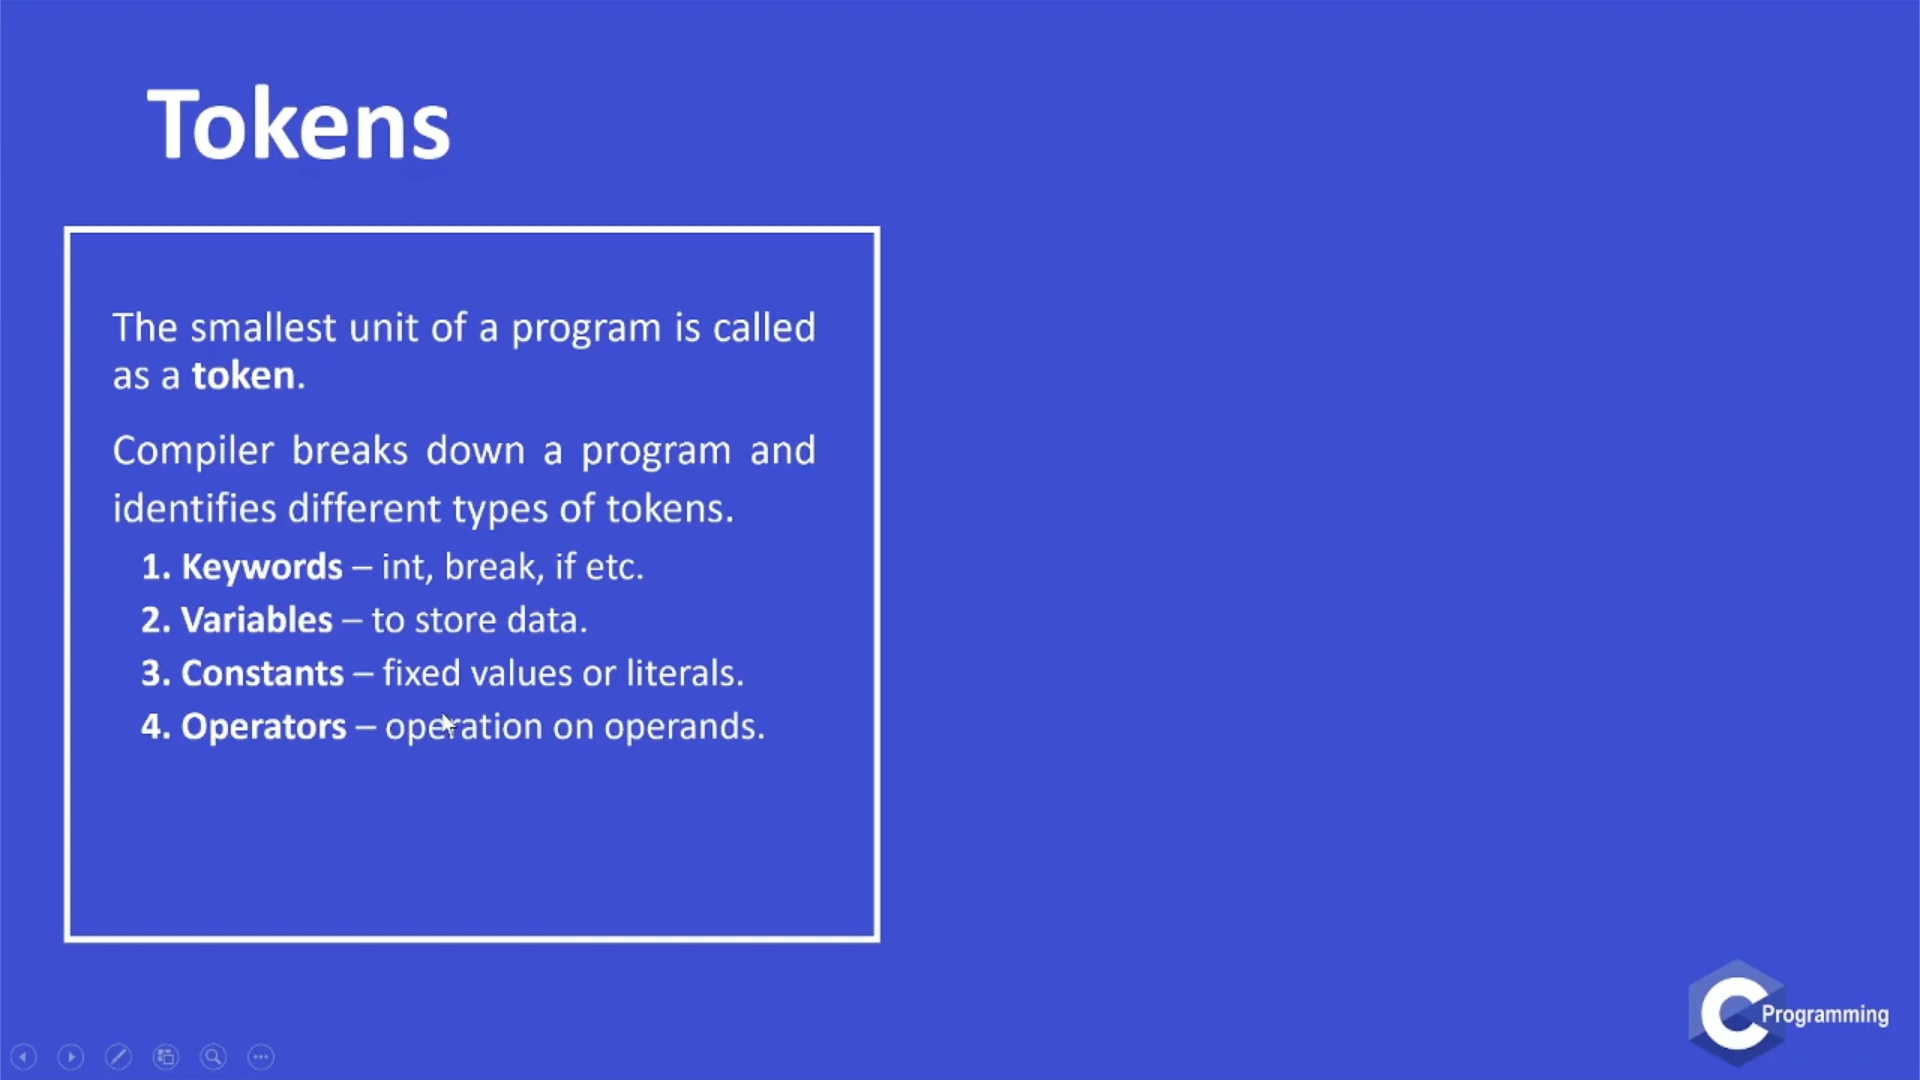 Tokens
The smallest unit of a program is called
as a token.
Compiler breaks down a program and
identifies different types of tokens.
1. Keywords – int, break, if etc.
2. Variables – to store data.
3. Constants – fixed values or literals.
4. Operators – operation on operands.
C Programming